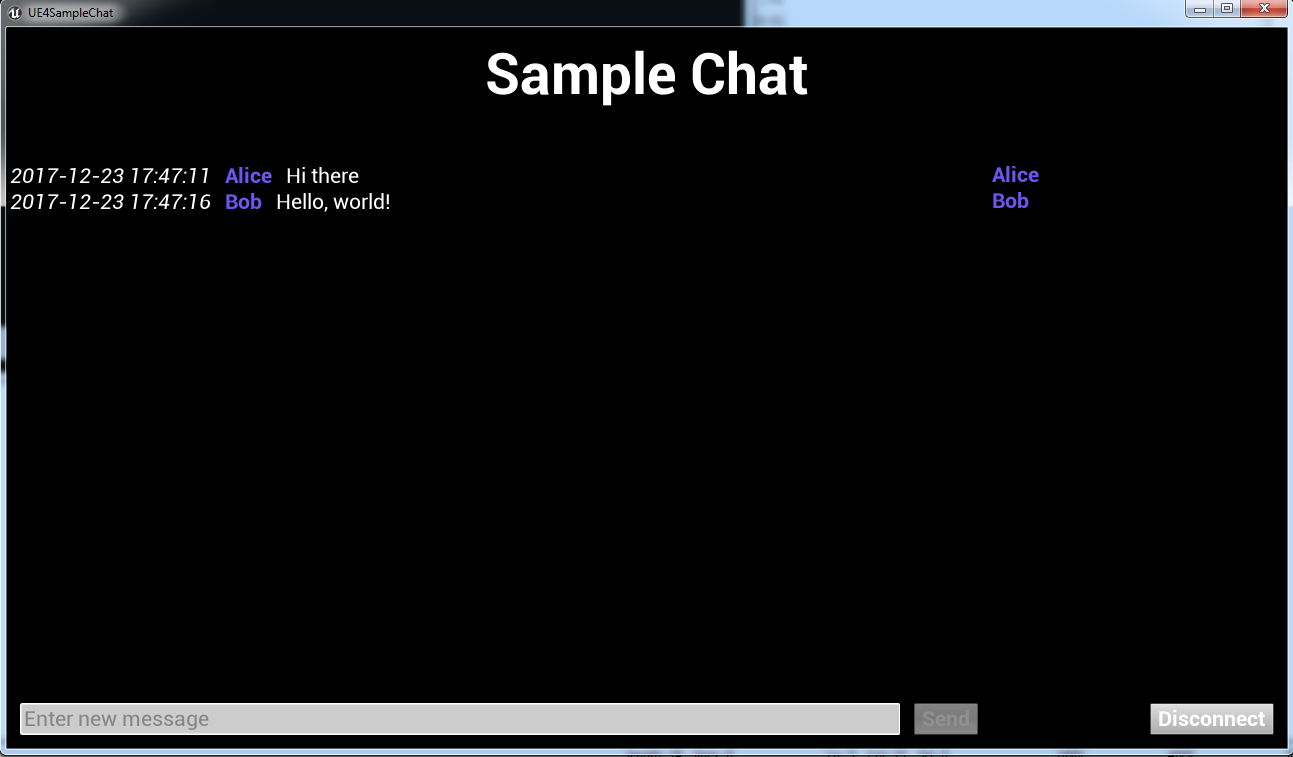 UE4SampleChat
Sample Chat
2017-12-23 17:47:11 Alice Hi there
2017-12-23 17:47:16 Bob Hello, world!
Alice
Bob
Enter new message
Send
Disconnect